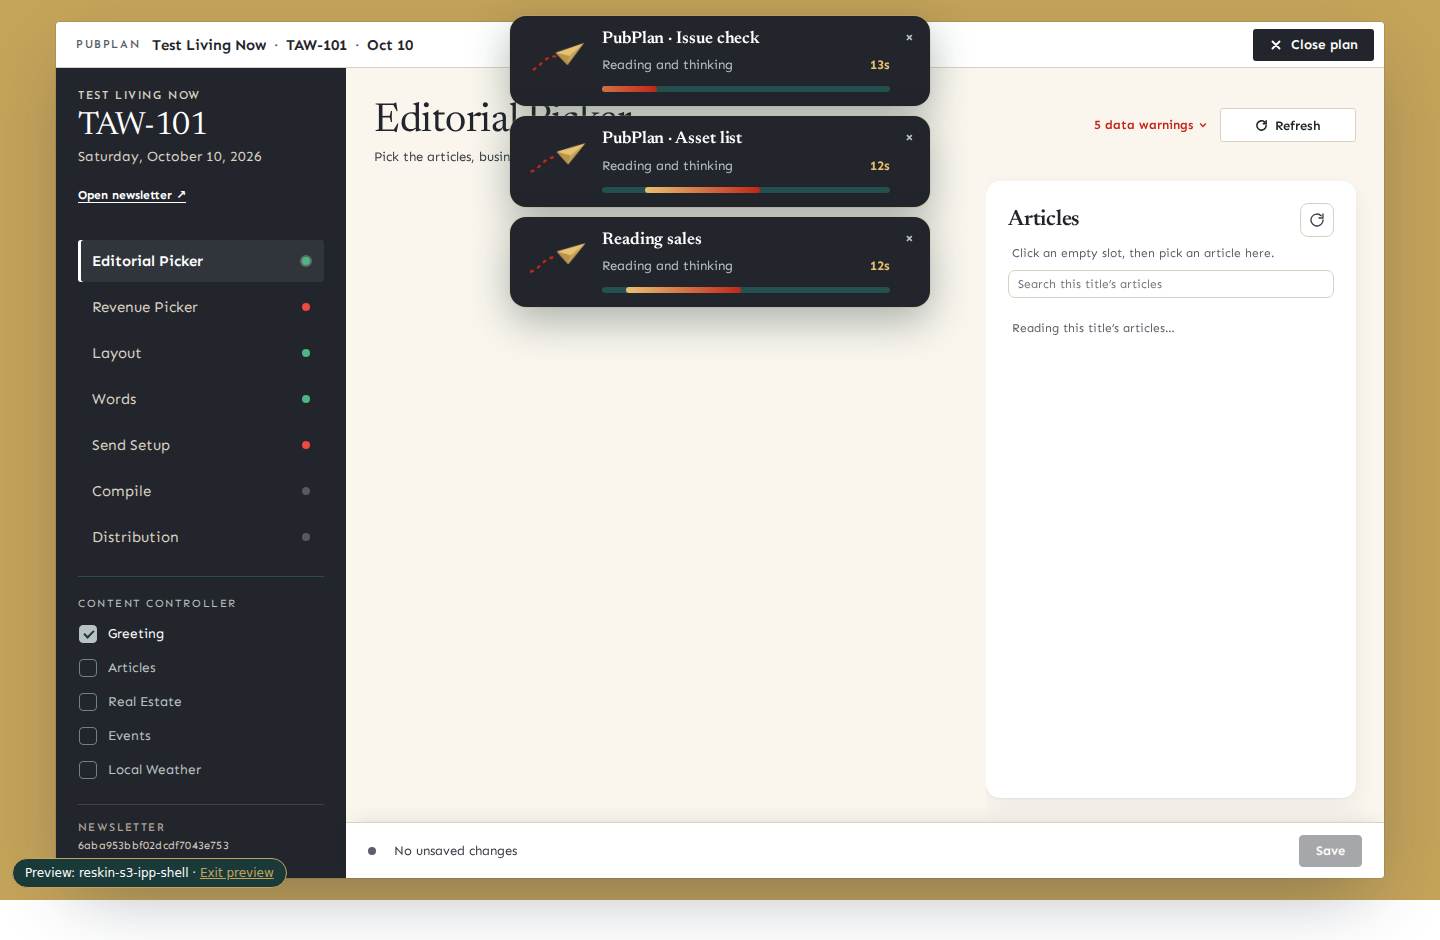 PUBPLAN Test Living Now · TAW-101 · Oct 10
× Close plan
TEST LIVING NOW
TAW-101
Saturday, October 10, 2026
Open newsletter ↗
Editorial Picker
Revenue Picker
Layout
Words
Send Setup
Compile
Distribution
CONTENT CONTROLLER
Greeting
Articles
Real Estate
Events
Local Weather
NEWSLETTER
6aba953bbf02dcdf7043e753
Preview: reskin-s3-ipp-shell · Exit preview
PubPlan · Issue check ×
Reading and thinking 13s
PubPlan · Asset list ×
Reading and thinking 12s
Reading sales ×
Reading and thinking 12s
Editorial Picker
Pick the articles, busin
5 data warnings
Refresh
Articles
Click an empty slot, then pick an article here.
Search this title's articles
Reading this title's articles…
No unsaved changes
Save